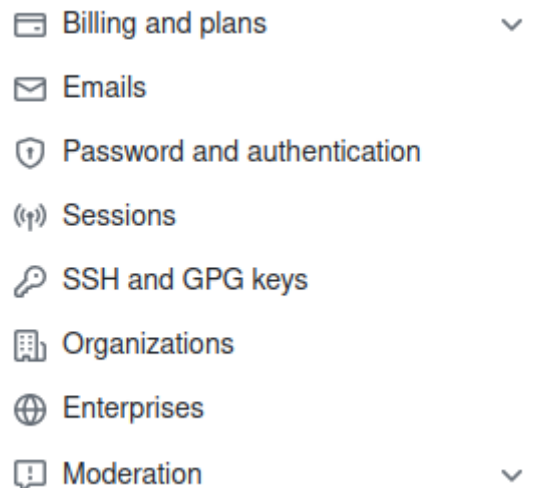 Billing and plans
Emails
Password and authentication
Sessions
SSH and GPG keys
Organizations
Enterprises
Moderation